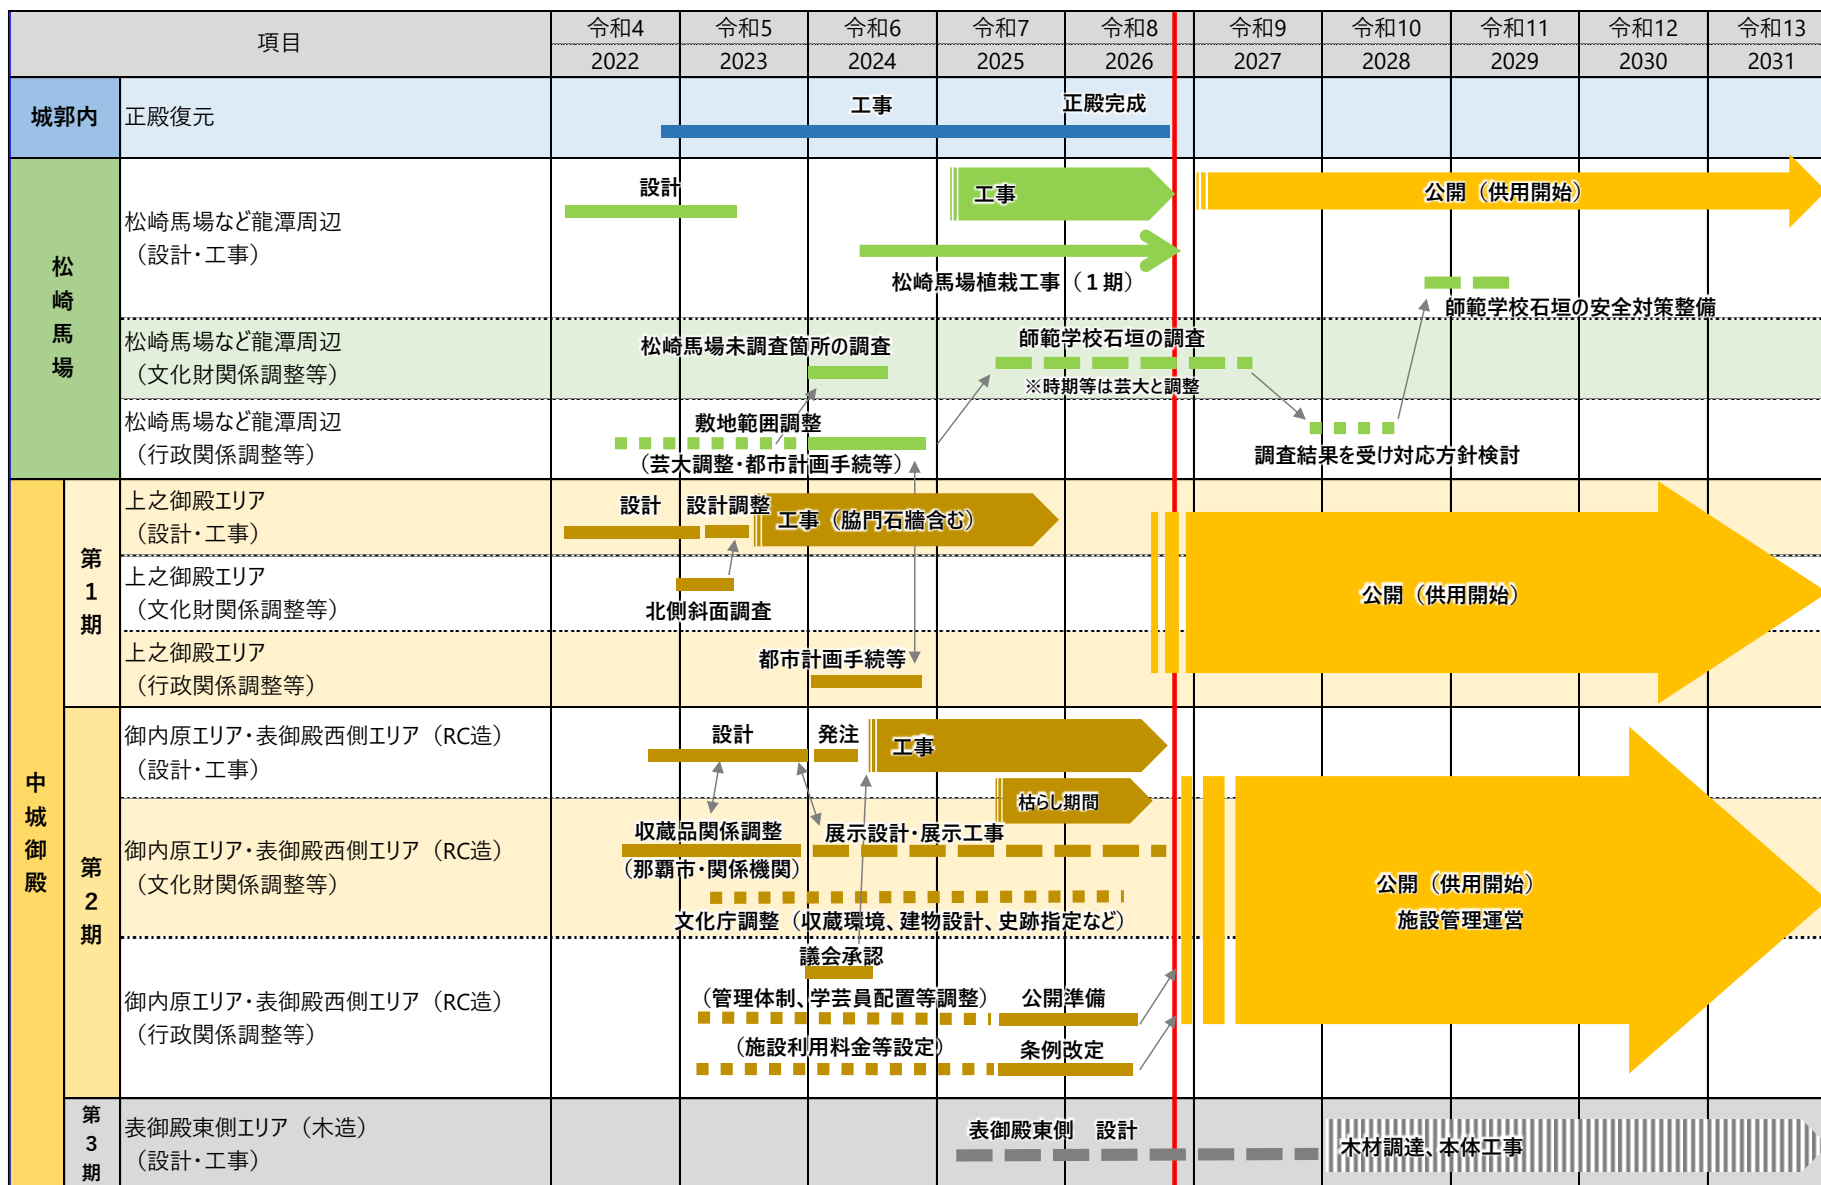 項目
令和4 令和5 令和6 令和7 令和8 令和9 令和10 令和11 令和12 令和13
2022 2023 2024 2025 2026 2027 2028 2029 2030 2031
城郭内
正殿復元
工事
正殿完成
松崎馬場
松崎馬場など龍潭周辺
（設計・工事）
設計
工事
公開（供用開始）
松崎馬場植栽工事（１期）
師範学校石垣の安全対策整備
松崎馬場など龍潭周辺
（文化財関係調整等）
松崎馬場未調査箇所の調査
師範学校石垣の調査
※時期等は芸大と調整
松崎馬場など龍潭周辺
（行政関係調整等）
敷地範囲調整
（芸大調整・都市計画手続等）
調査結果を受け対応方針検討
中城御殿
第1期
上之御殿エリア
（設計・工事）
設計
設計調整
工事（脇門石牆含む）
上之御殿エリア
（文化財関係調整等）
北側斜面調査
公開（供用開始）
上之御殿エリア
（行政関係調整等）
都市計画手続等
第2期
御内原エリア・表御殿西側エリア（RC造）
（設計・工事）
設計
発注
工事
枯らし期間
御内原エリア・表御殿西側エリア（RC造）
（文化財関係調整等）
収蔵品関係調整
（那覇市・関係機関）
展示設計・展示工事
文化庁調整（収蔵環境、建物設計、史跡指定など）
公開（供用開始）
施設管理運営
御内原エリア・表御殿西側エリア（RC造）
（行政関係調整等）
議会承認
（管理体制、学芸員配置等調整）
公開準備
（施設利用料金等設定）
条例改定
第3期
表御殿東側エリア（木造）
（設計・工事）
表御殿東側　設計
木材調達、本体工事